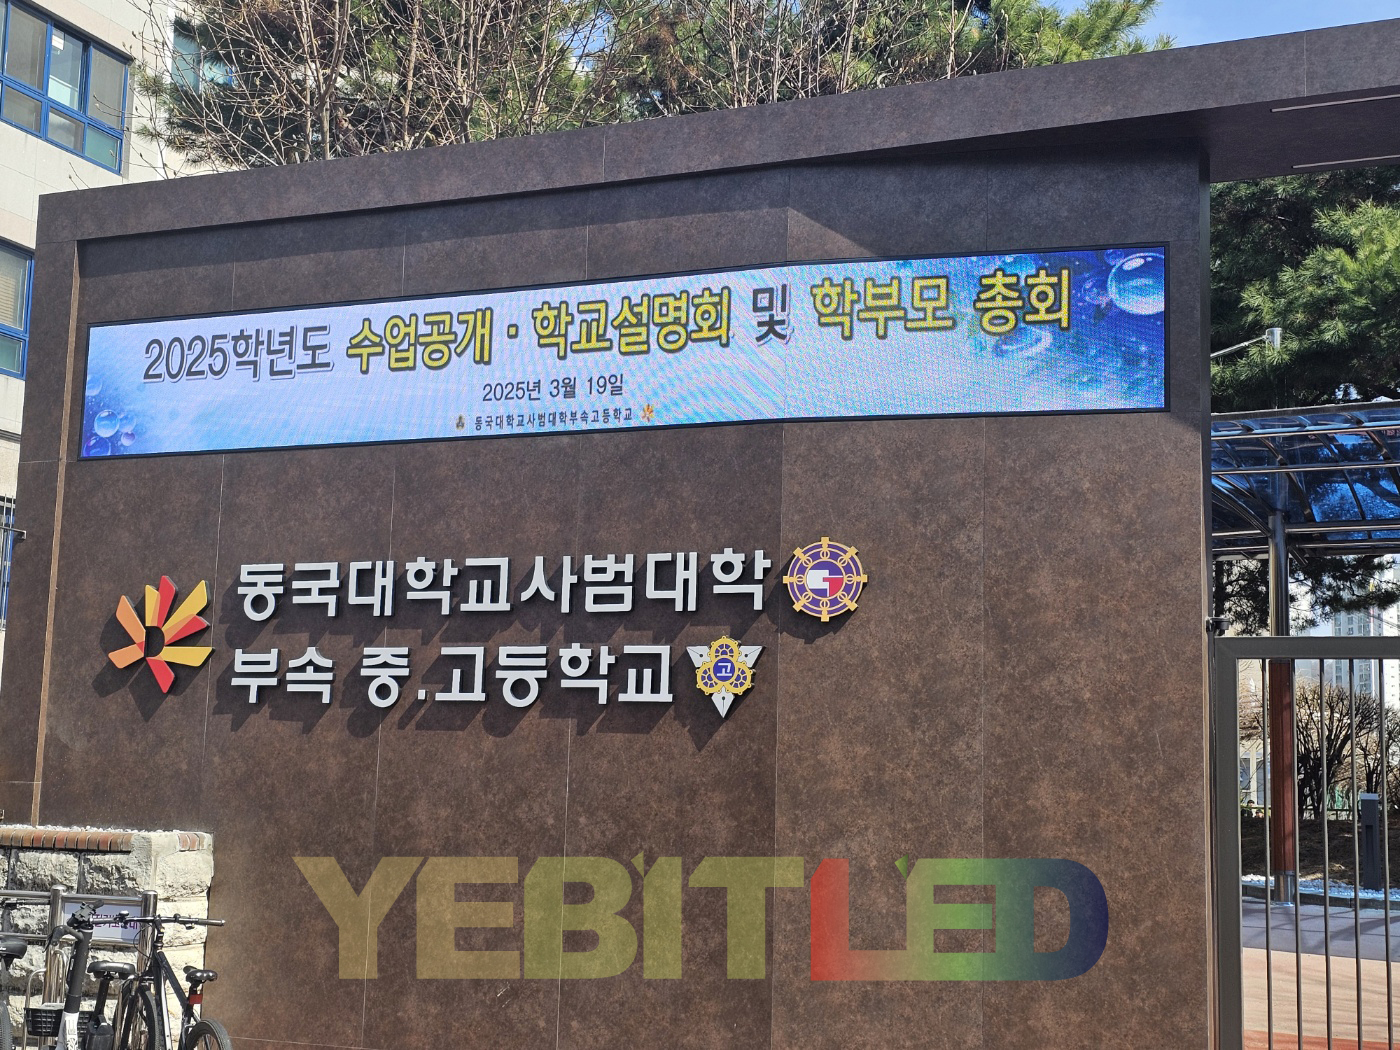 2025학년도 수업공개 · 학교설명회 및 학부모 총회
2025년 3월 19일
동국대학교사범대학부속고등학교
동국대학교사범대학
부속 중.고등학교
고
YEBITLED